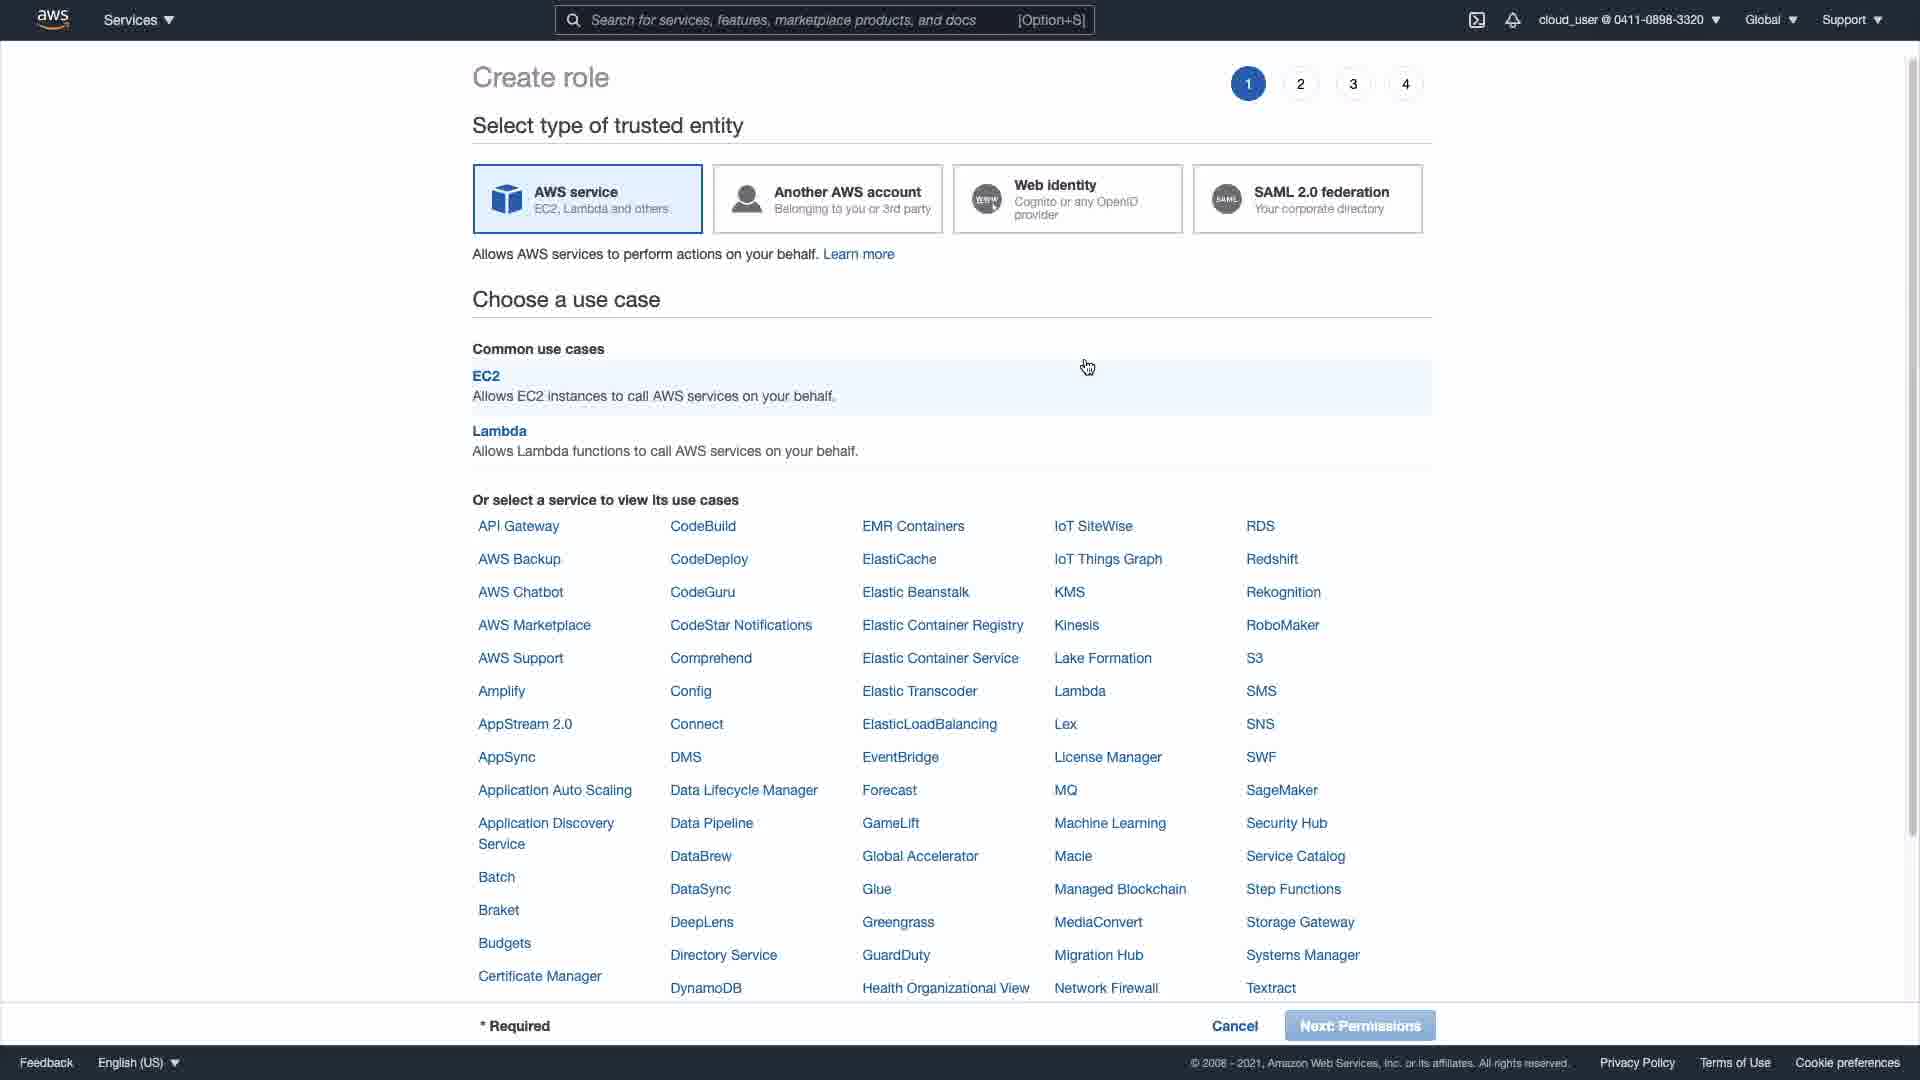 aws
Services ▼
Search for services, features, marketplace products, and docs [Option+S]
cloud_user @ 0411-0898-3320 ▼
Global ▼
Support ▼
Create role
1 2 3 4
Select type of trusted entity
AWS service
EC2, Lambda and others
Another AWS account
Belonging to you or 3rd party
WWW
Web identity
Cognito or any OpenID
provider
SAML
SAML 2.0 federation
Your corporate directory
Allows AWS services to perform actions on your behalf. Learn more
Choose a use case
Common use cases
EC2
Allows EC2 instances to call AWS services on your behalf.
Lambda
Allows Lambda functions to call AWS services on your behalf.
Or select a service to view its use cases
API Gateway
AWS Backup
AWS Chatbot
AWS Marketplace
AWS Support
Amplify
AppStream 2.0
AppSync
Application Auto Scaling
Application Discovery
Service
Batch
Braket
Budgets
Certificate Manager
CodeBuild
CodeDeploy
CodeGuru
CodeStar Notifications
Comprehend
Config
Connect
DMS
Data Lifecycle Manager
Data Pipeline
DataBrew
DataSync
DeepLens
Directory Service
DynamoDB
EMR Containers
ElastiCache
Elastic Beanstalk
Elastic Container Registry
Elastic Container Service
Elastic Transcoder
ElasticLoadBalancing
EventBridge
Forecast
GameLift
Global Accelerator
Glue
Greengrass
GuardDuty
Health Organizational View
IoT SiteWise
IoT Things Graph
KMS
Kinesis
Lake Formation
Lambda
Lex
License Manager
MQ
Machine Learning
Macie
Managed Blockchain
MediaConvert
Migration Hub
Network Firewall
RDS
Redshift
Rekognition
RoboMaker
S3
SMS
SNS
SWF
SageMaker
Security Hub
Service Catalog
Step Functions
Storage Gateway
Systems Manager
Textract
* Required
Cancel
Next: Permissions
Feedback
English (US) ▼
© 2008 - 2021, Amazon Web Services, Inc. or its affiliates. All rights reserved.
Privacy Policy
Terms of Use
Cookie preferences